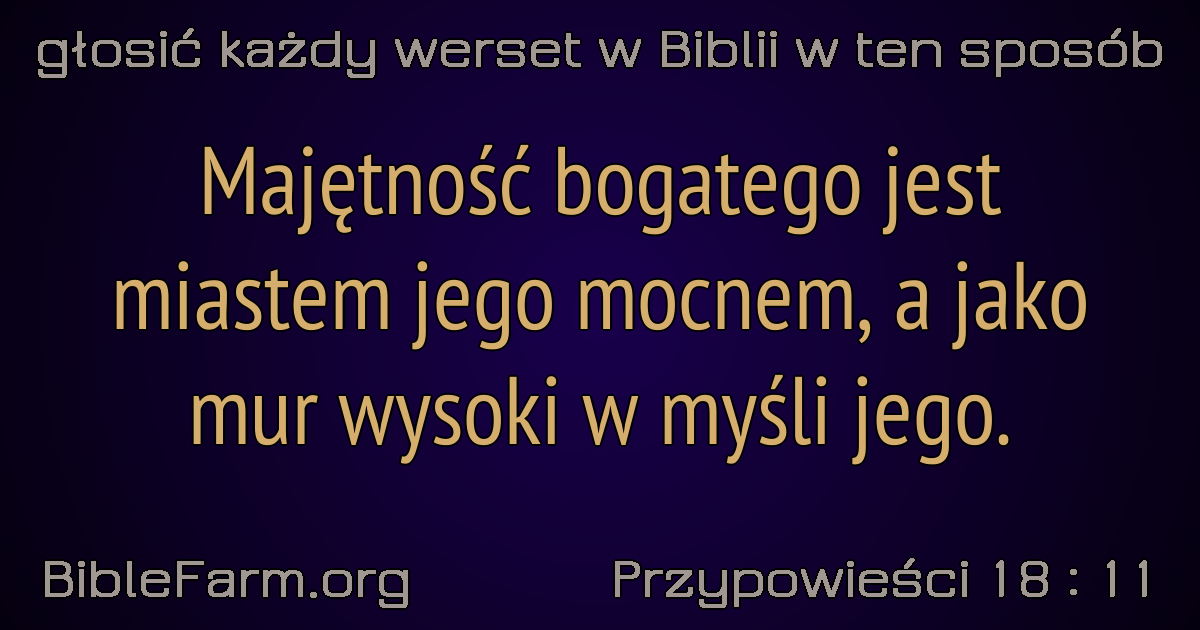 głosić każdy werset w Biblii w ten sposób
Majętność bogatego jest
miastem jego mocnem, a jako
mur wysoki w myśli jego.
BibleFarm.org
Przypowieści 18 : 11